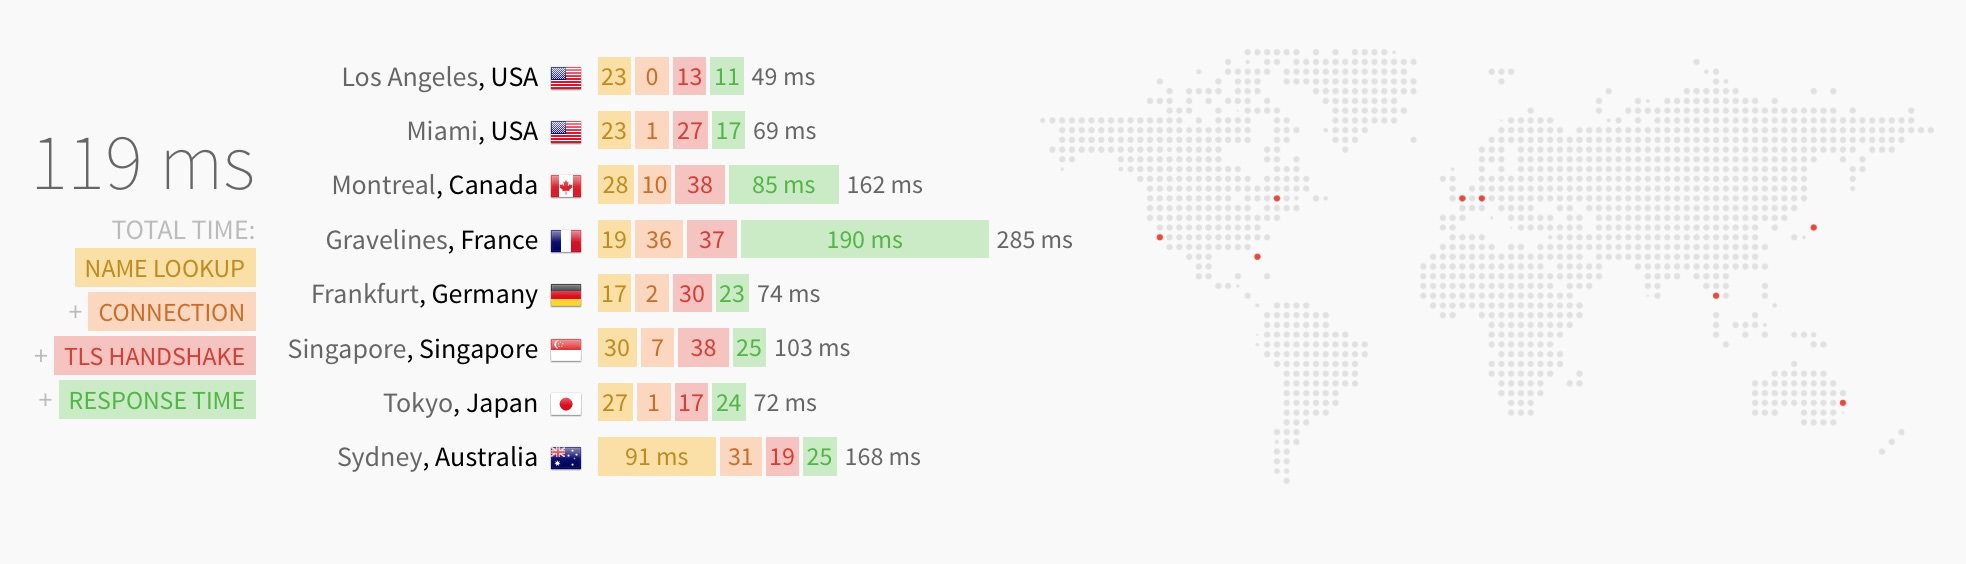 119 ms
TOTAL TIME:
NAME LOOKUP
+ CONNECTION
+ TLS HANDSHAKE
+ RESPONSE TIME
Los Angeles, USA 23 0 13 11 49 ms
Miami, USA 23 1 27 17 69 ms
Montreal, Canada 28 10 38 85 ms 162 ms
Gravelines, France 19 36 37 190 ms 285 ms
Frankfurt, Germany 17 2 30 23 74 ms
Singapore, Singapore 30 7 38 25 103 ms
Tokyo, Japan 27 1 17 24 72 ms
Sydney, Australia 91 ms 31 19 25 168 ms